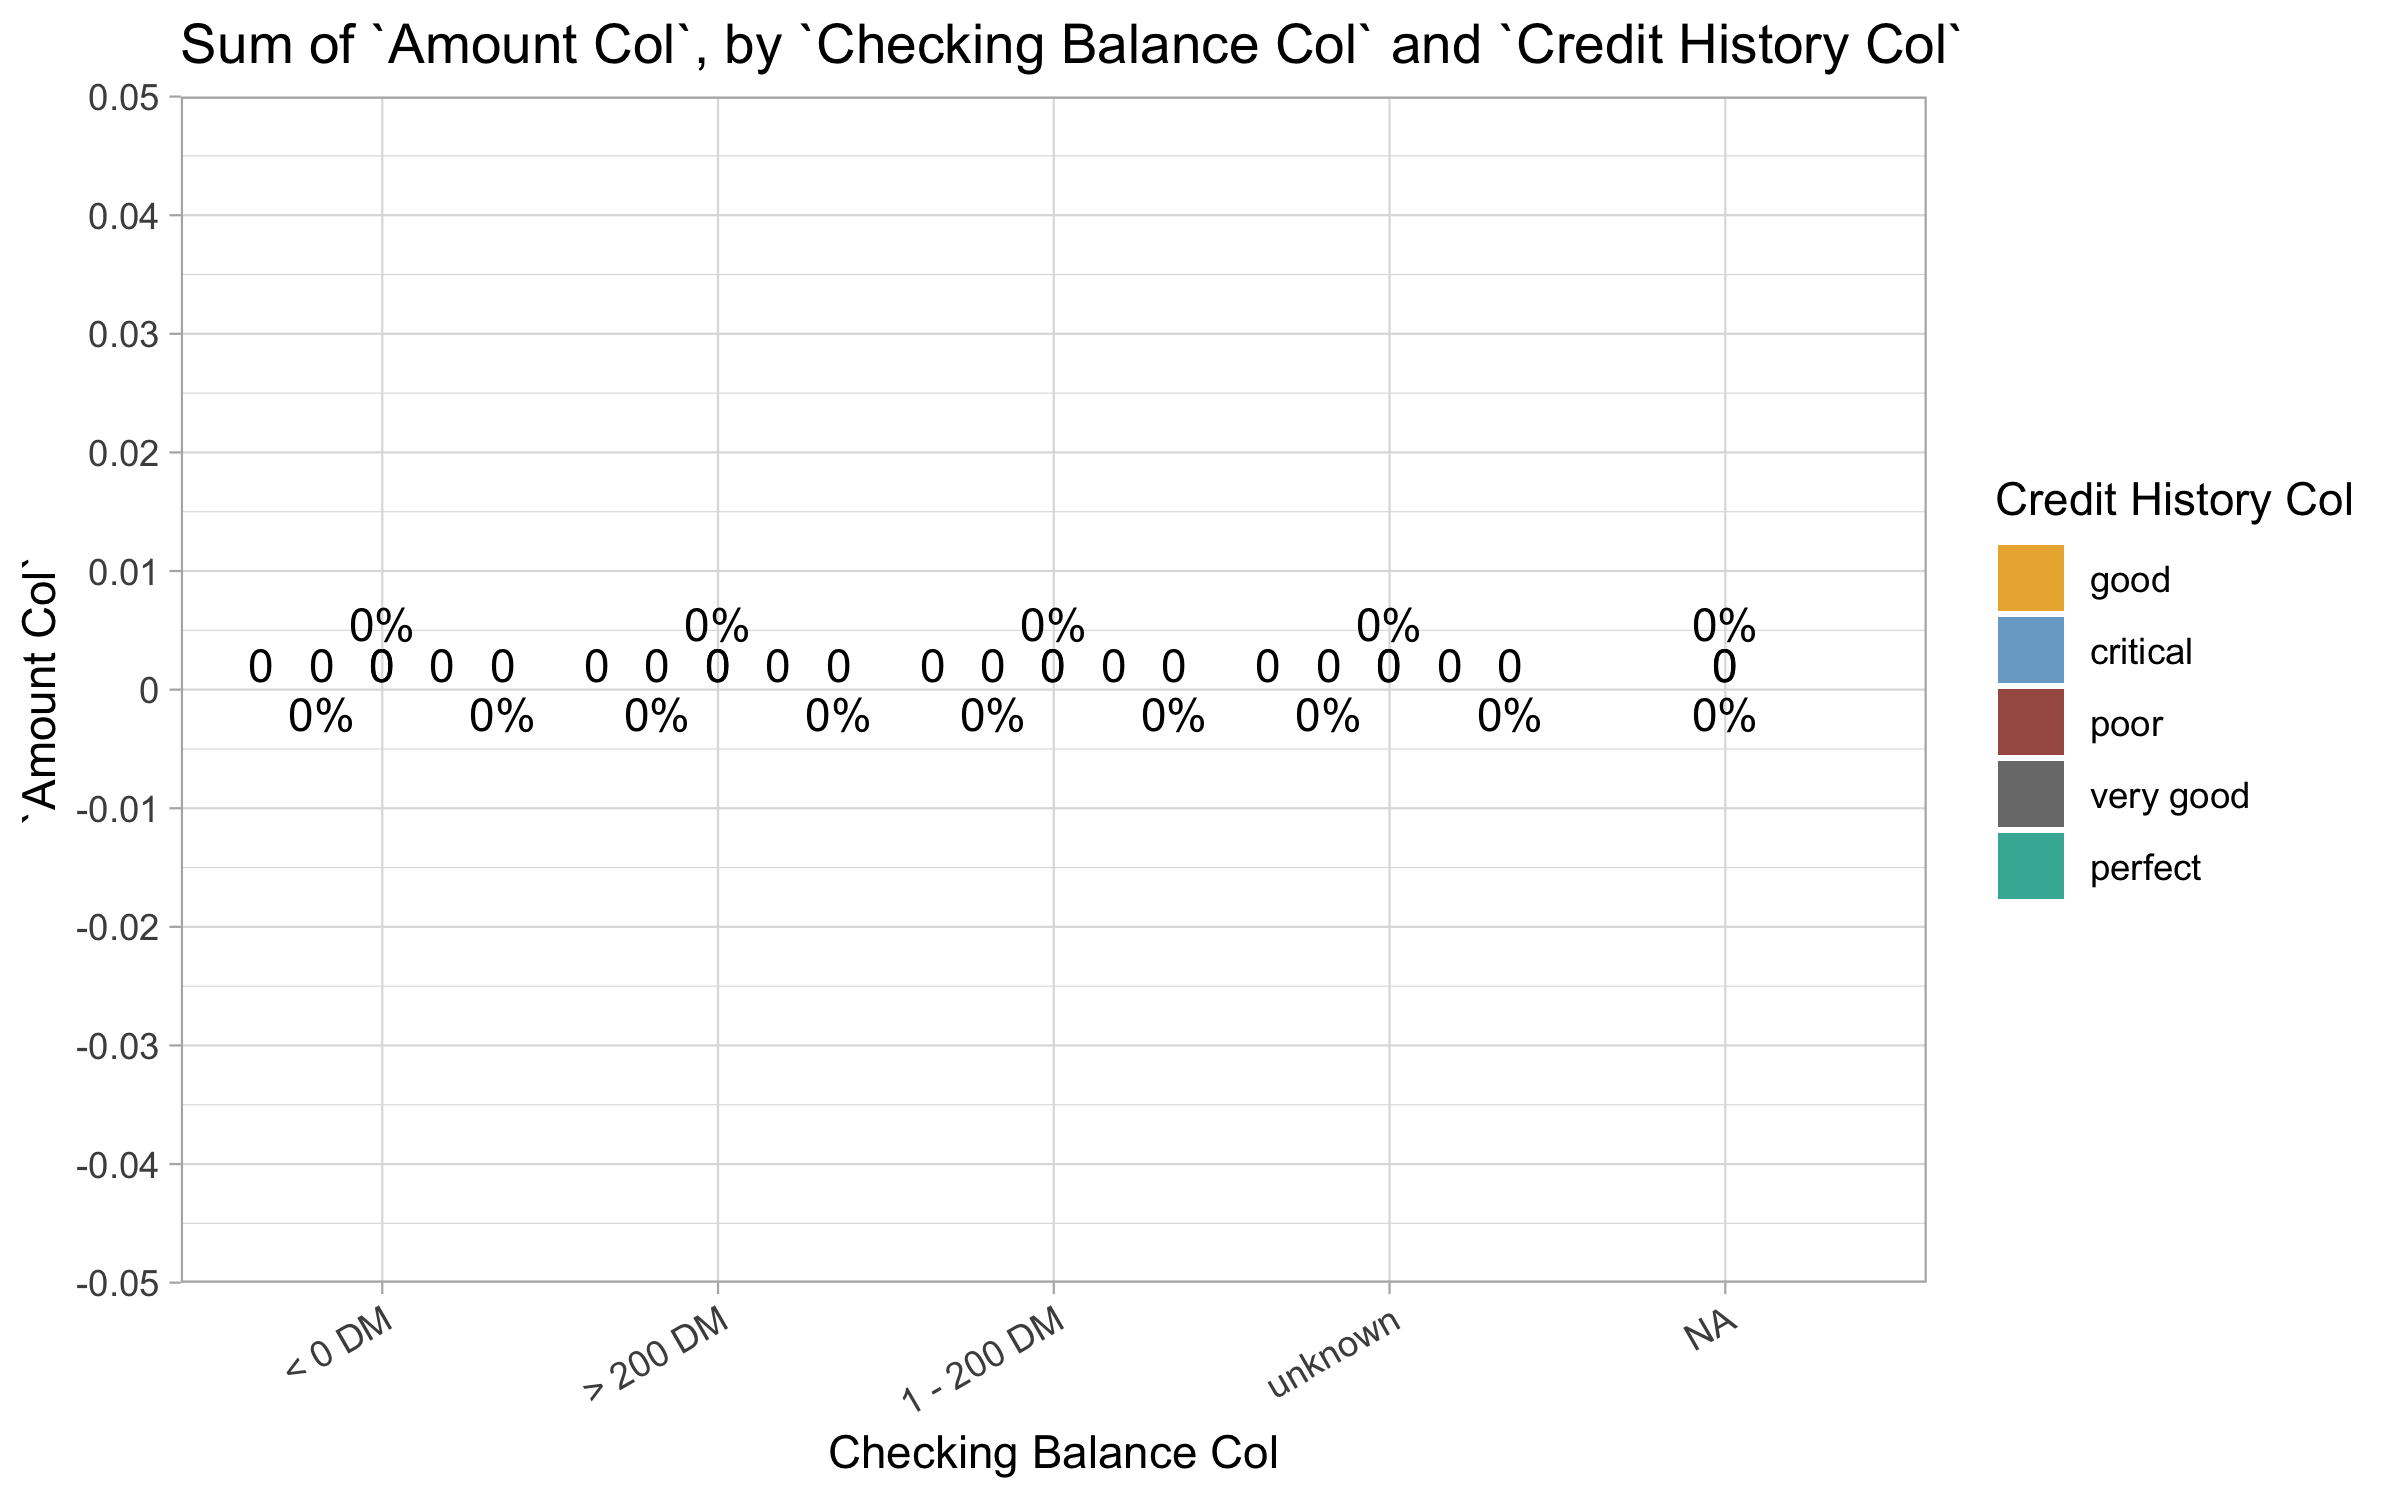 Sum of `Amount Col`, by `Checking Balance Col` and `Credit History Col`
0.05
0.04
0.03
0.02
0.01
0
-0.01
-0.02
-0.03
-0.04
-0.05
`Amount Col`
0% 0% 0% 0% 0%
0 0 0 0 0 0 0 0 0 0 0 0 0 0 0 0 0 0 0 0 0
0% 0% 0% 0% 0% 0% 0% 0% 0%
< 0 DM
> 200 DM
1 - 200 DM
unknown
NA
Checking Balance Col
Credit History Col
good
critical
poor
very good
perfect